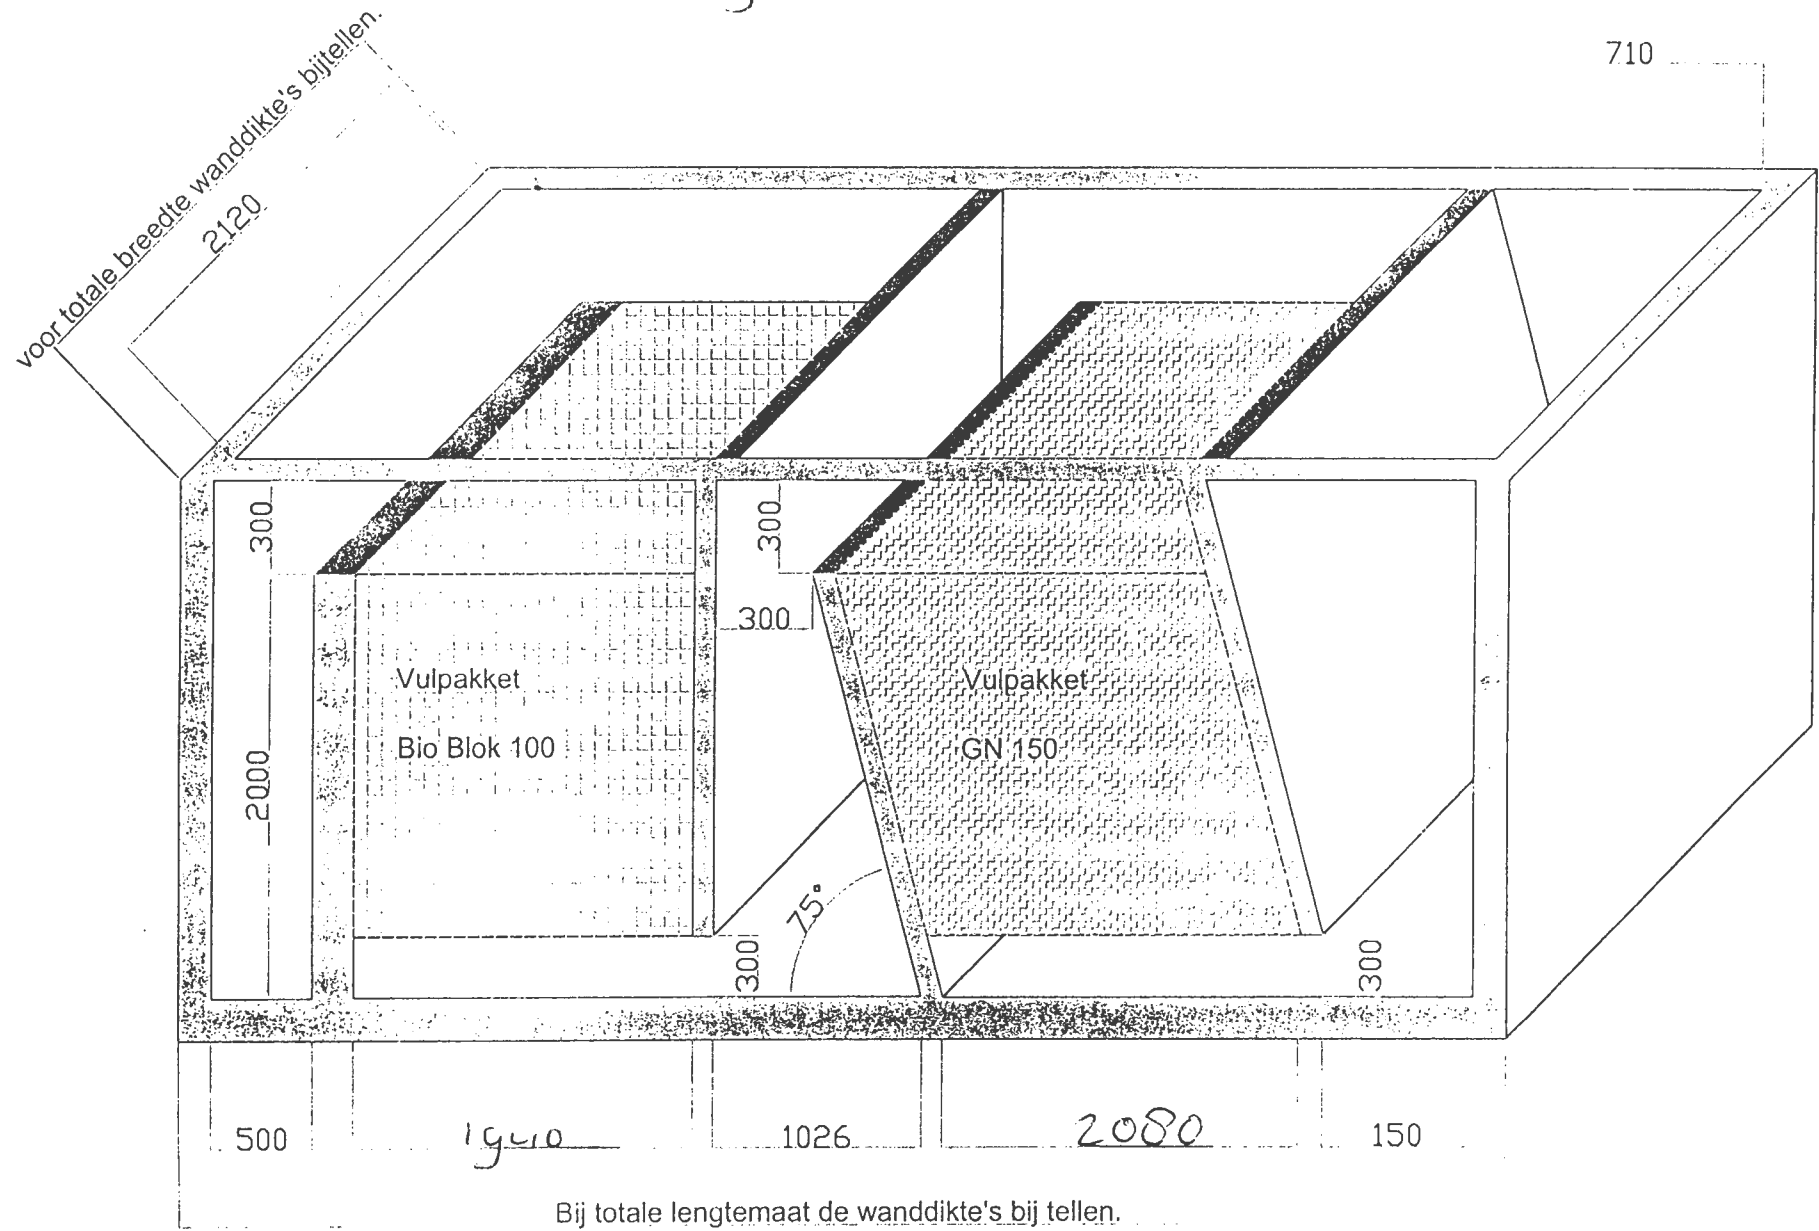 710
voor totale breedte wanddikte's bijtellen.
2120
300
300
300
2000
Vulpakket
Bio Blok 100
Vulpakket
GN 150
75°
300
300
500
1940
1026
2080
150
Bij totale lengtemaat de wanddikte's bij tellen.